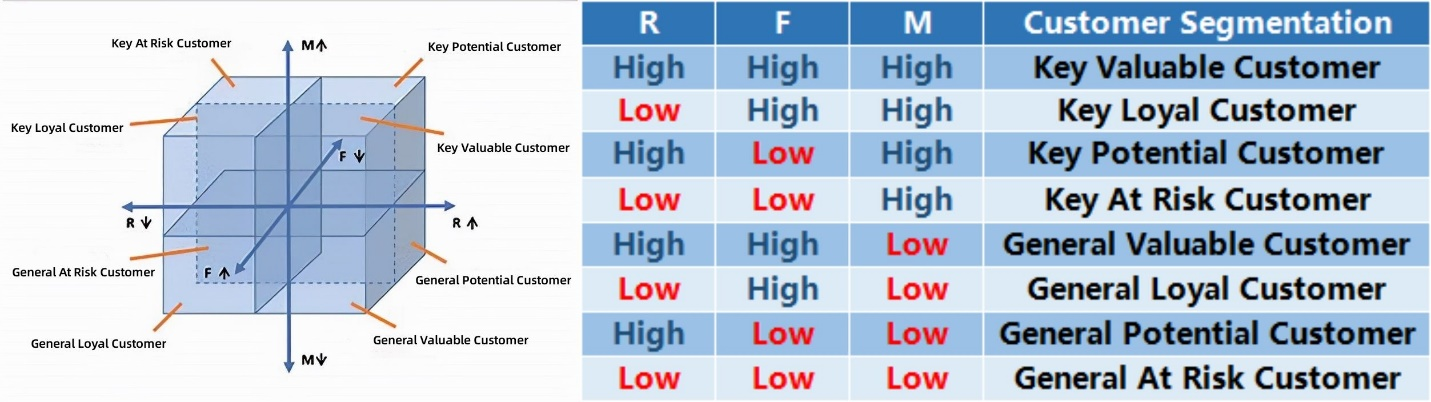 Key At Risk Customer
M↑
Key Potential Customer
Key Loyal Customer
Key Valuable Customer
F ↓
R ↓
R ↑
General At Risk Customer
F ↑
General Potential Customer
General Loyal Customer
General Valuable Customer
M↓
R F M Customer Segmentation
High High High Key Valuable Customer
Low High High Key Loyal Customer
High Low High Key Potential Customer
Low Low High Key At Risk Customer
High High Low General Valuable Customer
Low High Low General Loyal Customer
High Low Low General Potential Customer
Low Low Low General At Risk Customer